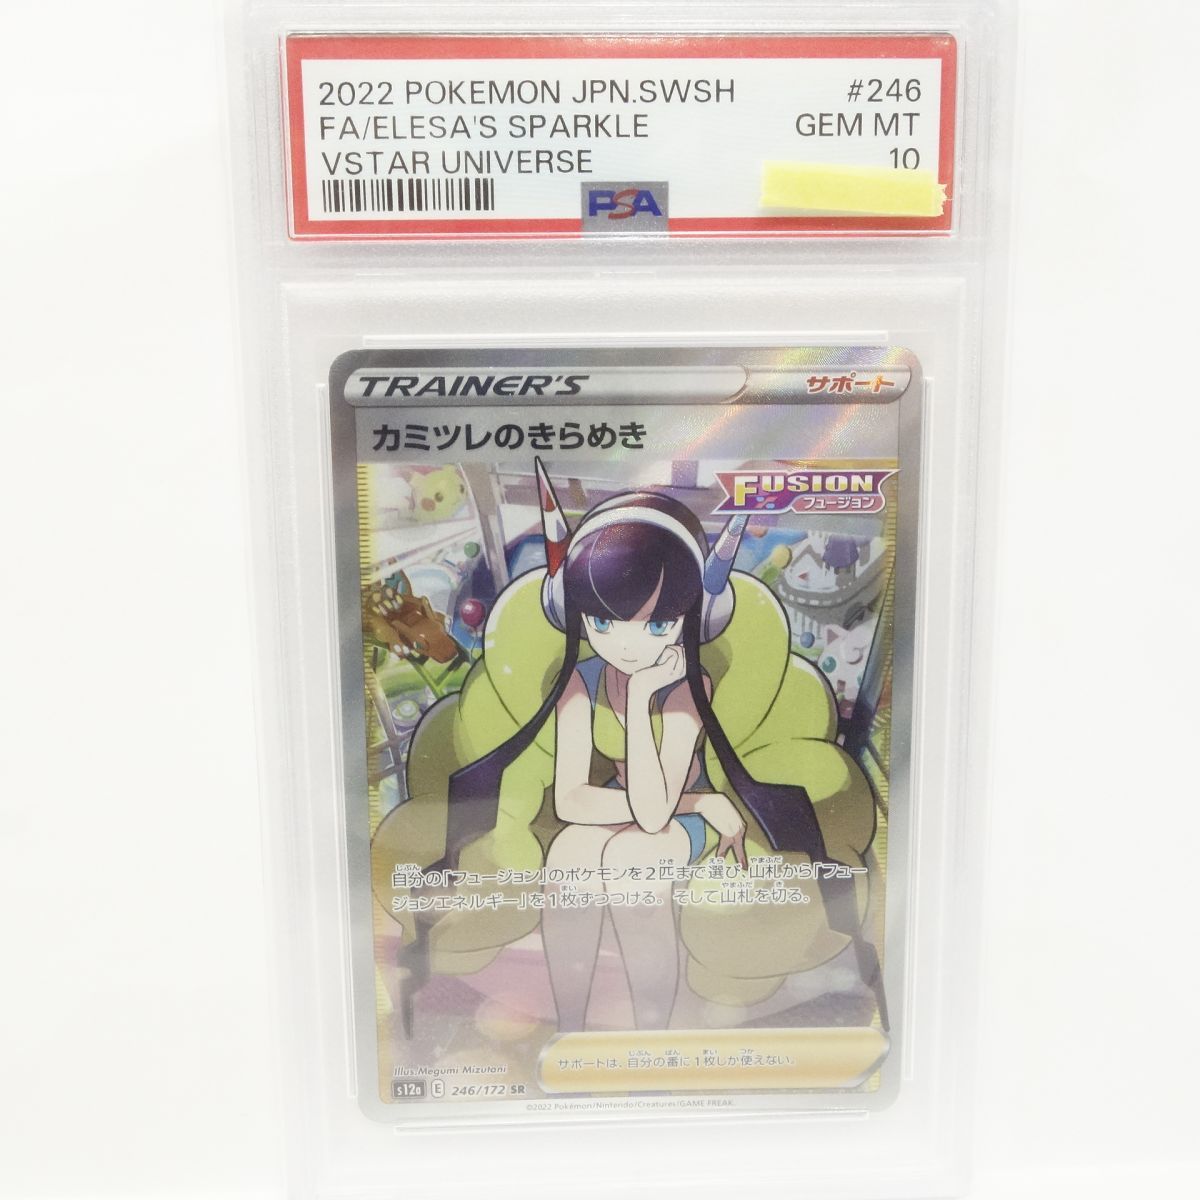 2022 POKEMON JPN.SWSH #246
FA/ELESA'S SPARKLE GEM MT
VSTAR UNIVERSE 10
PSA
TRAINER'S サポート
カミツレのきらめき
FUSION
フュージョン
自分の「フュージョン」のポケモンを2匹まで選び、山札から「フュー
ジョンエネルギー」を1枚ずつつける。そして山札を切る。
サポートは、自分の番に1枚しか使えない。
Illus.Megumi Mizutani
s12a E 246/172 SR
©2022 Pokémon/Nintendo/Creatures/GAME FREAK.